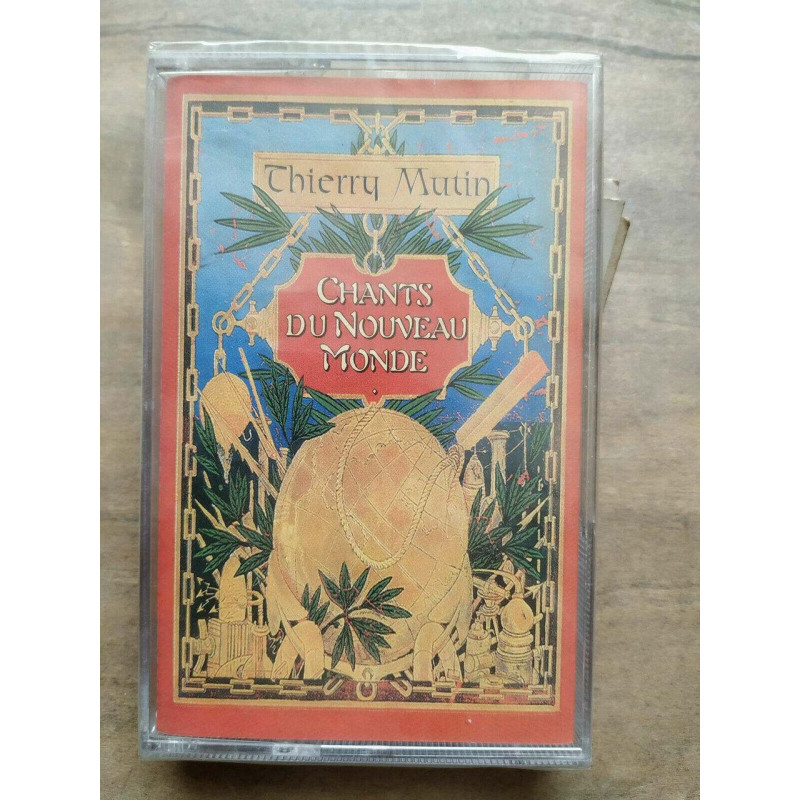 Thierry Mutin
CHANTS
DU NOUVEAU
MONDE